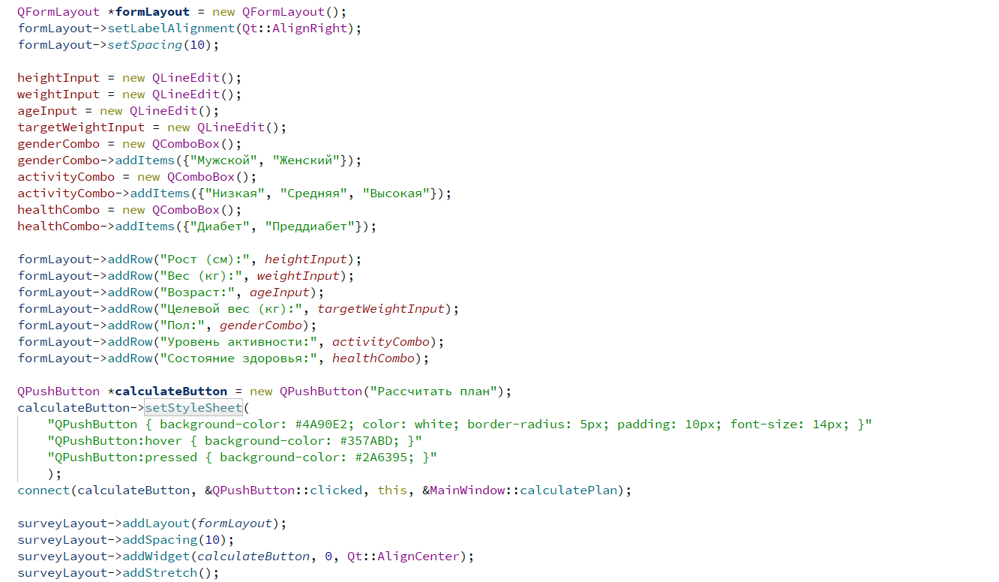 QFormLayout *formLayout = new QFormLayout();
formLayout->setLabelAlignment(Qt::AlignRight);
formLayout->setSpacing(10);
heightInput = new QLineEdit();
weightInput = new QLineEdit();
ageInput = new QLineEdit();
targetWeightInput = new QLineEdit();
genderCombo = new QComboBox();
genderCombo->addItems({"Мужской", "Женский"});
activityCombo = new QComboBox();
activityCombo->addItems({"Низкая", "Средняя", "Высокая"});
healthCombo = new QComboBox();
healthCombo->addItems({"Диабет", "Преддиабет"});
formLayout->addRow("Рост (см):", heightInput);
formLayout->addRow("Вес (кг):", weightInput);
formLayout->addRow("Возраст:", ageInput);
formLayout->addRow("Целевой вес (кг):", targetWeightInput);
formLayout->addRow("Пол:", genderCombo);
formLayout->addRow("Уровень активности:", activityCombo);
formLayout->addRow("Состояние здоровья:", healthCombo);
QPushButton *calculateButton = new QPushButton("Рассчитать план");
calculateButton->setStyleSheet(
"QPushButton { background-color: #4A90E2; color: white; border-radius: 5px; padding: 10px; font-size: 14px; }"
"QPushButton:hover { background-color: #357ABD; }"
"QPushButton:pressed { background-color: #2A6395; }"
);
connect(calculateButton, &QPushButton::clicked, this, &MainWindow::calculatePlan);
surveyLayout->addLayout(formLayout);
surveyLayout->addSpacing(10);
surveyLayout->addWidget(calculateButton, 0, Qt::AlignCenter);
surveyLayout->addStretch();